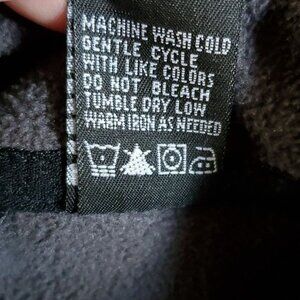 MACHINE WASH COLD
GENTLE CYCLE
WITH LIKE COLORS
DO NOT BLEACH
TUMBLE DRY LOW
WARM IRON AS NEEDED